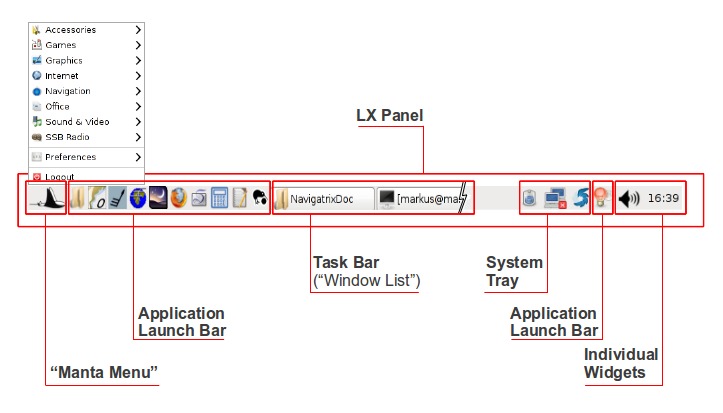 Accessories
Games
Graphics
Internet
Navigation
Office
Sound & Video
SSB Radio
Preferences
Logout
LX Panel
NavigatrixDoc
[markus@mas
16:39
Task Bar
(“Window List”)
System
Tray
Application
Launch Bar
Application
Launch Bar
“Manta Menu”
Individual
Widgets